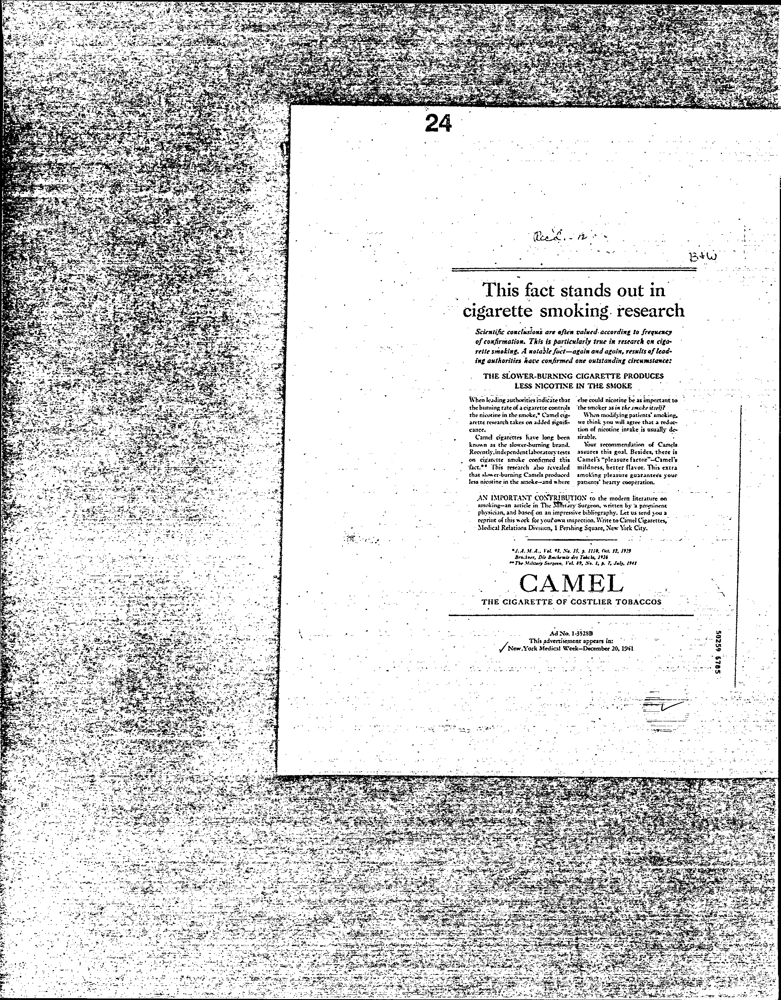 24
B+W
This fact stands out in
cigarette smoking research
Scientific conclusions are often valued according to frequency
of confirmation. This is particularly true in research on ciga-
rette smoking. A notable fact—again and again, results of lead-
ing authorities have confirmed one outstanding circumstance:
THE SLOWER-BURNING CIGARETTE PRODUCES
LESS NICOTINE IN THE SMOKE
When leading authorities indicate that
the burning rate of a cigarette controls
the nicotine in the smoke,* Camel cig-
arette research takes on added signifi-
cance.
Camel cigarettes have long been
known as the slower-burning brand.
Recently, independent laboratory tests
on cigarette smoke confirmed this
fact.** This research also revealed
that slower-burning Camels produced
less nicotine in the smoke—and where
else could nicotine be as important to
the smoker as in the smoke itself?
When modifying patients' smoking,
we think you will agree that a reduc-
tion of nicotine intake is usually de-
sirable.
Your recommendation of Camels
assures this goal. Besides, there is
Camel's "pleasure factor"—Camel's
mildness, better flavor. This extra
smoking pleasure guarantees your
patients' hearty cooperation.
AN IMPORTANT CONTRIBUTION to the modern literature on
smoking—an article in The Military Surgeon, written by a prominent
physician, and based on an impressive bibliography. Let us send you a
reprint of this work for your own inspection. Write to Camel Cigarettes,
Medical Relations Division, 1 Pershing Square, New York City.
*J.A.M.A., Vol. 93, No. 15, p. 1110, Oct. 12, 1929
Bruckner, Die Biochemie des Tabaks, 1936
**The Military Surgeon, Vol. 89, No. 1, p. 7, July, 1941
CAMEL
THE CIGARETTE OF COSTLIER TOBACCOS
Ad No. 1-3528B
This advertisement appears in:
New York Medical Week—December 20, 1941
50259 6785